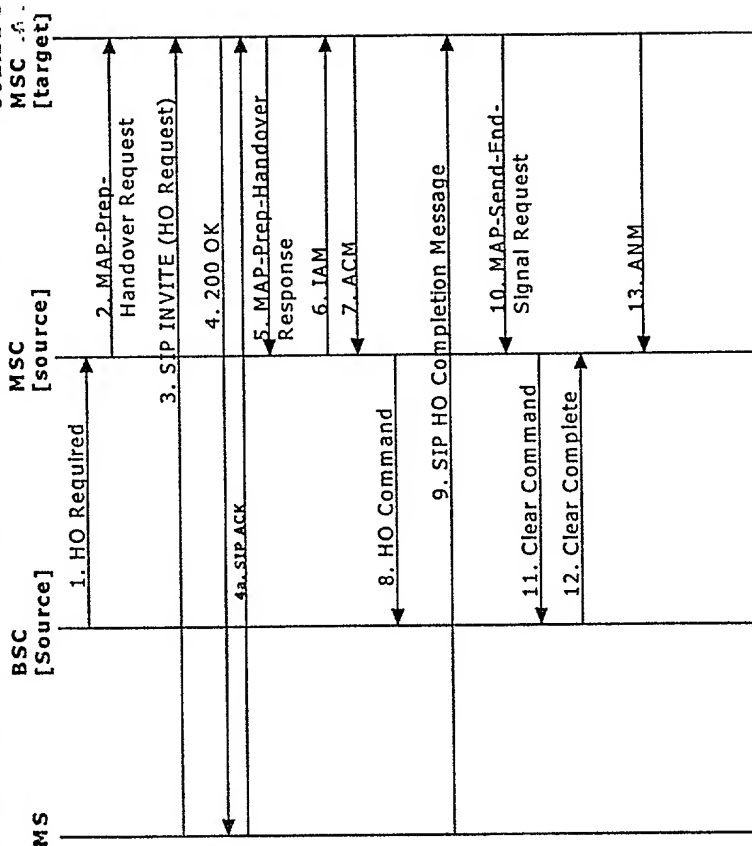 MS
BSC
[Source]
MSC
[source]
MSC
[target]
1. HO Required
2. MAP-Prep-
Handover Request
3. SIP INVITE (HO Request)
4. 200 OK
4a. SIP ACK
5. MAP-Prep-Handover
Response
6. IAM
7. ACM
8. HO Command
9. SIP HO Completion Message
10. MAP-Send-End-
Signal Request
11. Clear Command
12. Clear Complete
13. ANM